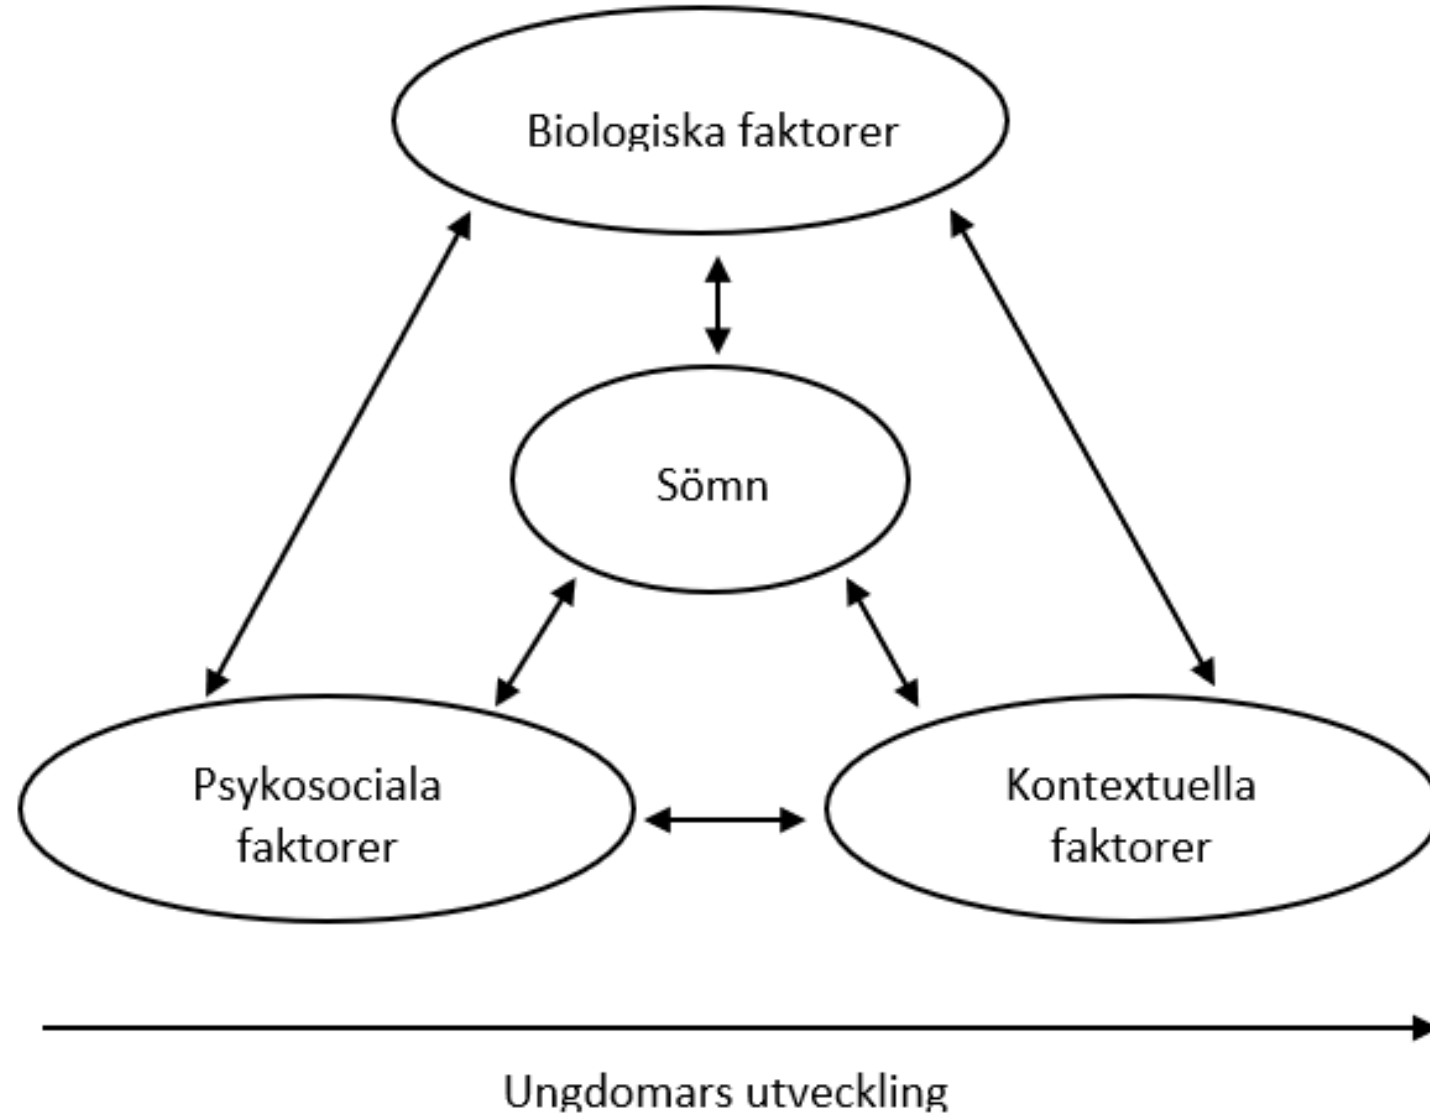 Biologiska faktorer
Sömn
Psykosociala
faktorer
Kontextuella
faktorer
Ungdomars utveckling